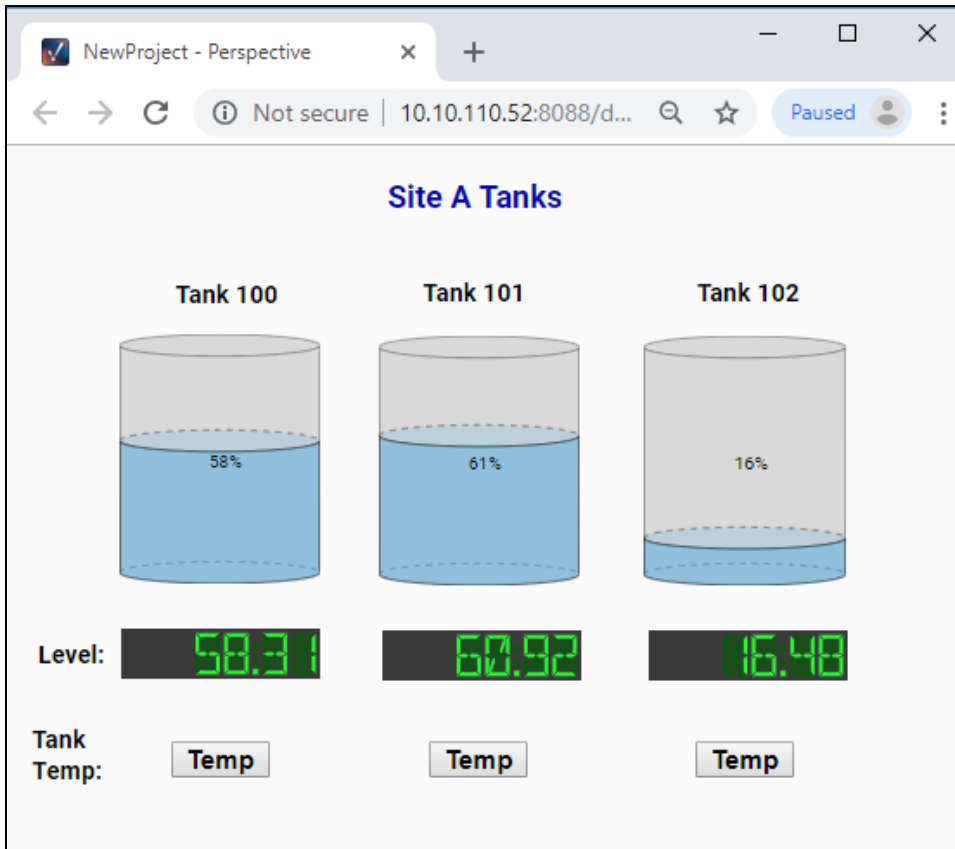 NewProject - Perspective
Not secure | 10.10.110.52:8088/d... Paused
Site A Tanks
Tank 100 Tank 101 Tank 102
58% 61% 16%
Level: 58.31 60.92 16.48
Tank
Temp: Temp Temp Temp